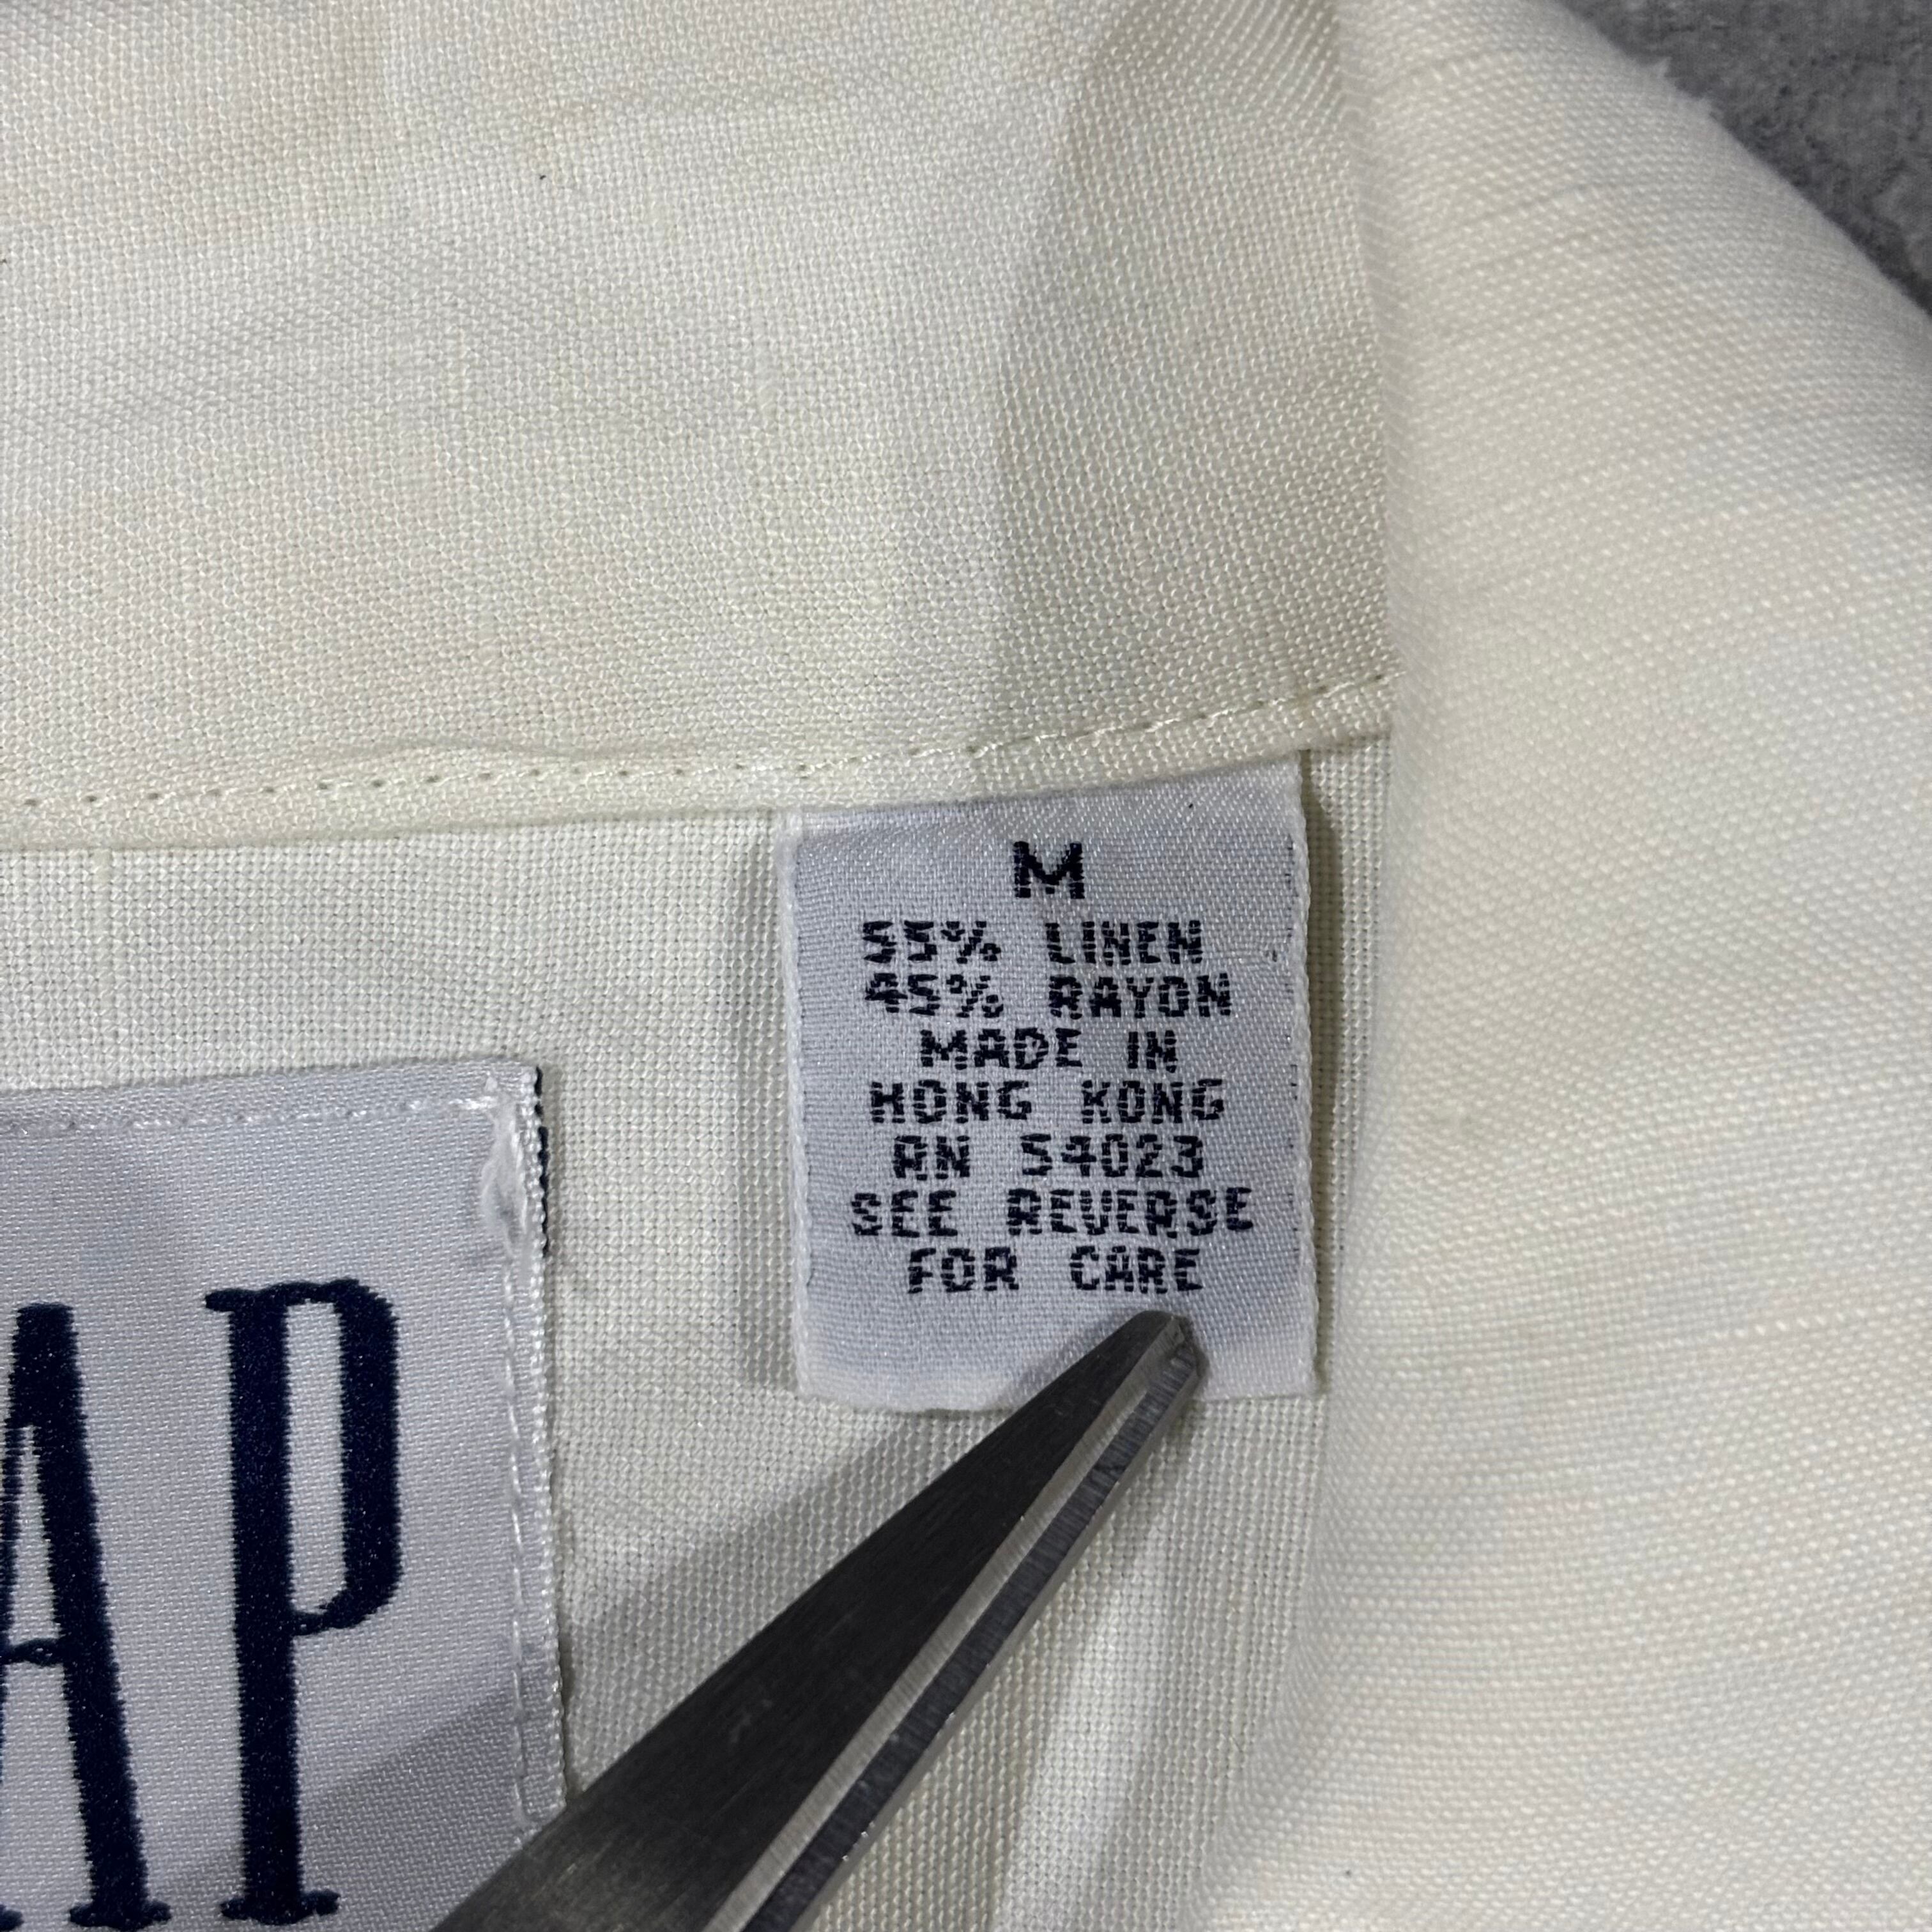 M
55% LINEN
45% RAYON
MADE IN
HONG KONG
RN 54023
SEE REVERSE
FOR CARE
AP